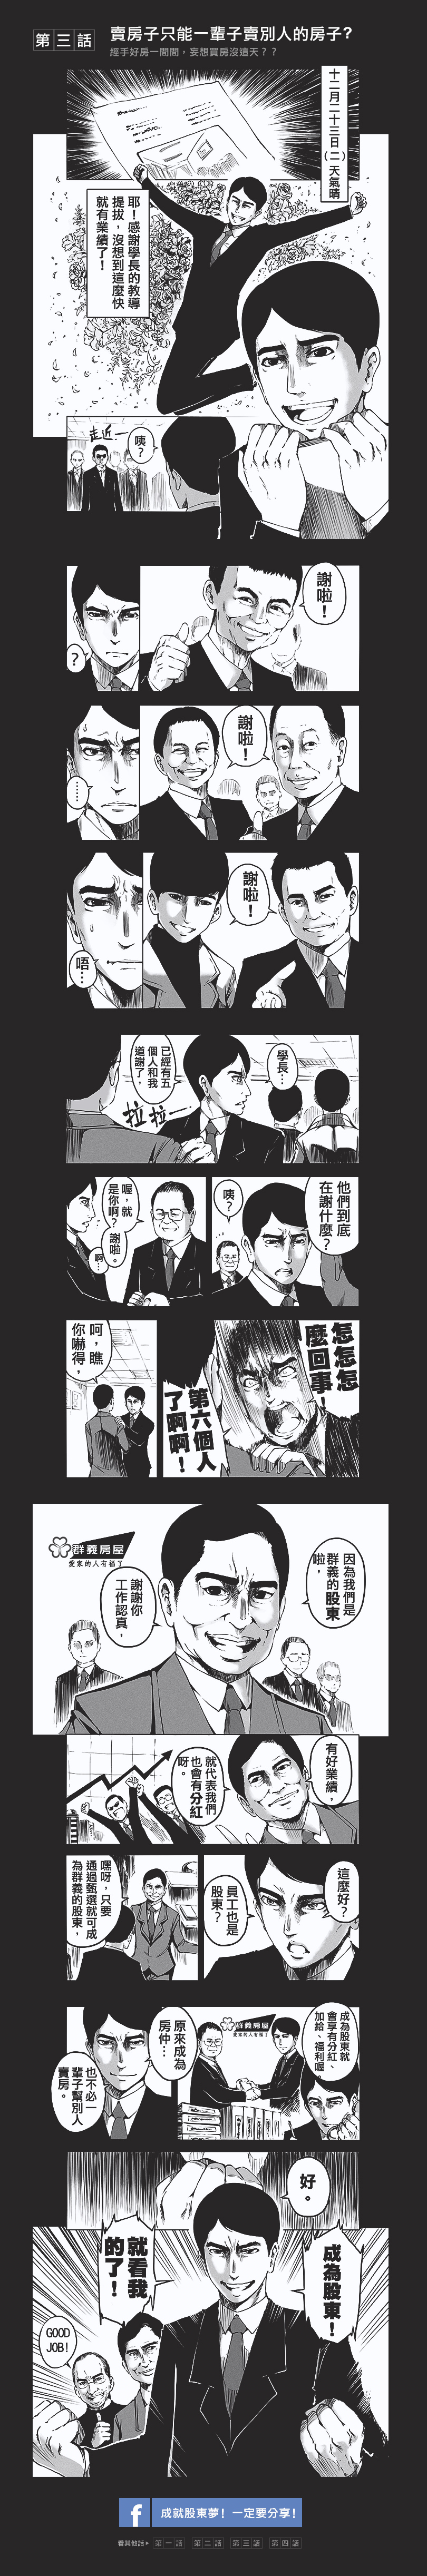 第三話
賣房子只能一輩子賣別人的房子?
經手好房一間間，妄想買房沒這天？？
十二月二十三日(二)天氣晴
耶！感謝學長的教導
提拔，沒想到這麼快
就有業績了！
走近—
咦？
謝啦！
？
謝啦！
……
謝啦！
唔…
學長…
已經有五
個人和我
道謝了，
拉拉—
他們到底
在謝什麼？
咦？
喔，就
是你啊？
謝啦。
啊…
怎怎怎
麼回事！
第六個人
了啊啊！
呵，瞧
你嚇得，
因為我們是
群義的股東
啦，
群義房屋
愛家的人有福了
謝謝你
工作認真，
有好業績，
就代表我們
也會有分紅
呀。
這麼好？
員工也是
股東？
嘿呀，只要
通過甄選就可成
為群義的股東，
成為股東就
會享有分紅、
加給、福利喔。
群義房屋
愛家的人有福了
原來成為
房仲…
也不必一
輩子幫別人
賣房。
好。
成為股東！
就看我
的了！
GOOD
JOB!
f 成就股東夢！一定要分享！
看其他話▸ 第一話 第二話 第三話 第四話